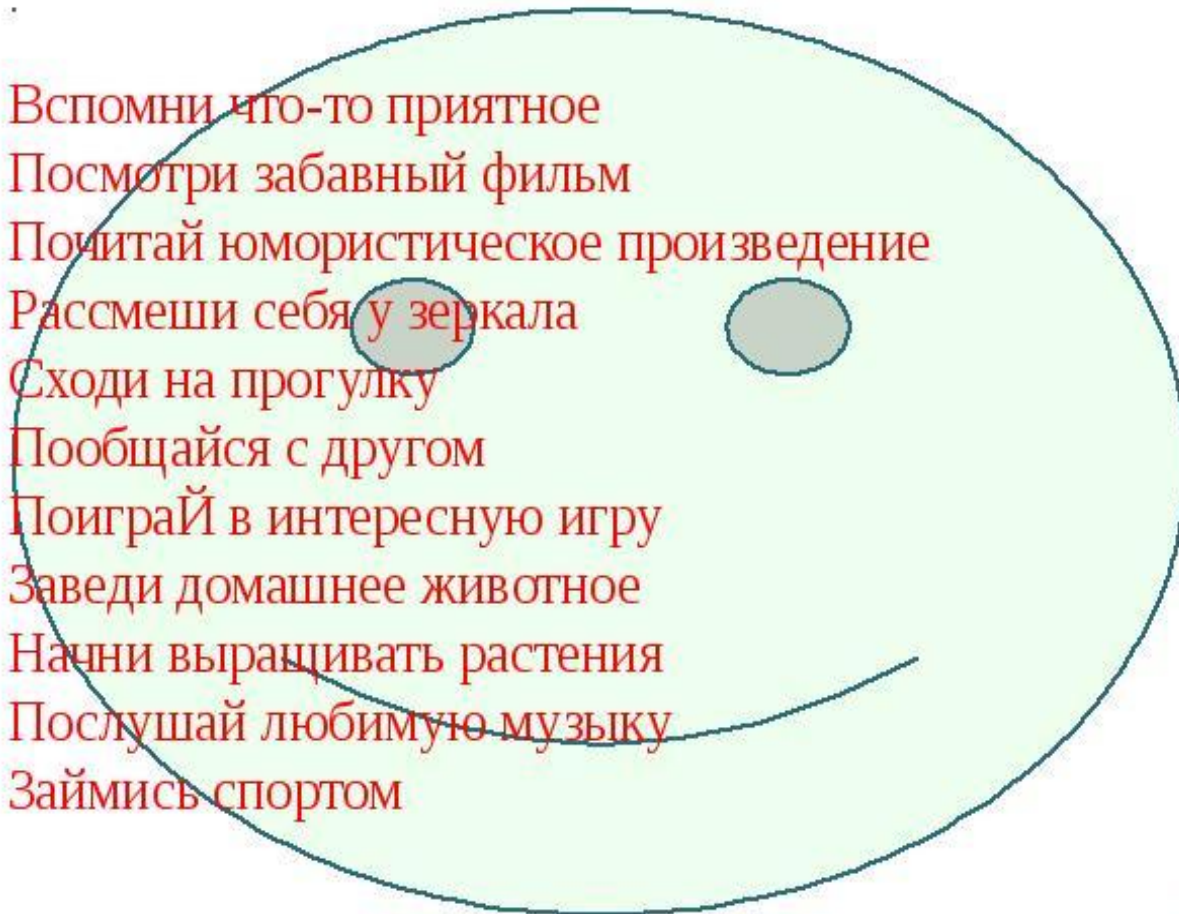 Вспомни что-то приятное
Посмотри забавный фильм
Почитай юмористическое произведение
Рассмеши себя у зеркала
Сходи на прогулку
Пообщайся с другом
ПоиграЙ в интересную игру
Заведи домашнее животное
Начни выращивать растения
Послушай любимую музыку
Займись спортом